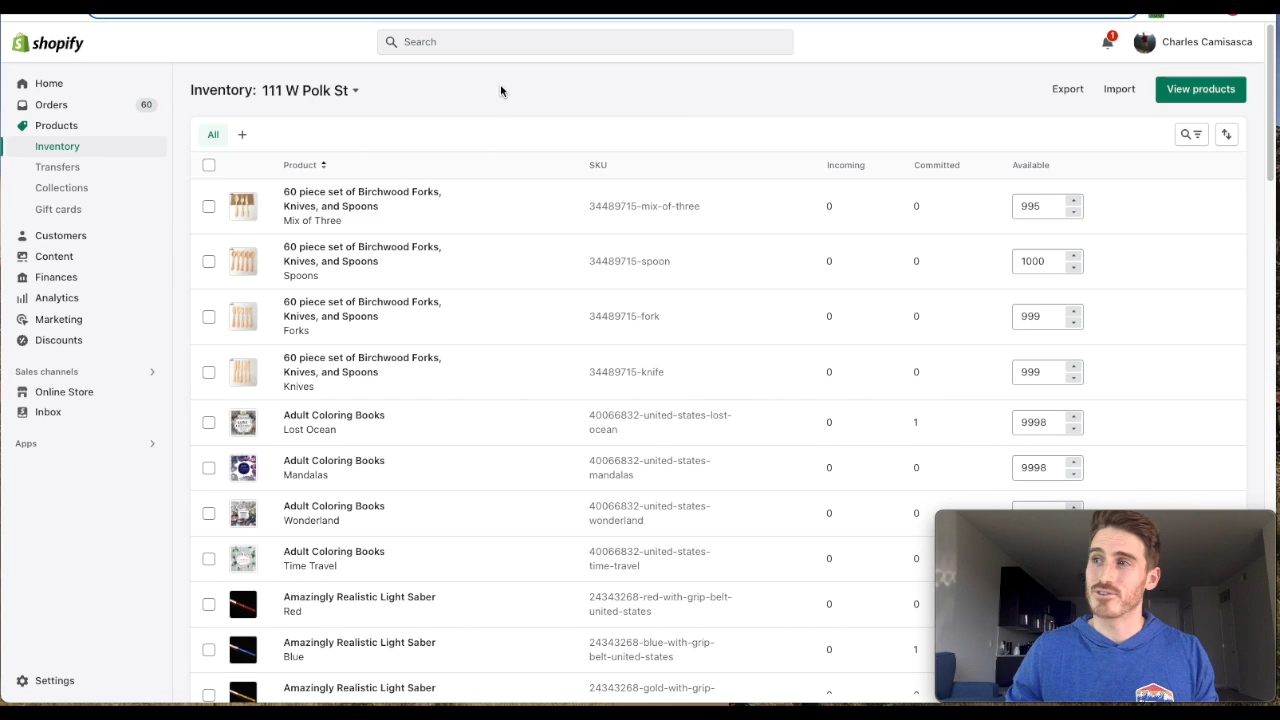 shopify
Search
1
Charles Camisasca
Home
Orders 60
Products
Inventory
Transfers
Collections
Gift cards
Customers
Content
Finances
Analytics
Marketing
Discounts
Sales channels
Online Store
Inbox
Apps
Settings
Inventory: 111 W Polk St
Export Import View products
All +
Product SKU Incoming Committed Available
60 piece set of Birchwood Forks,
Knives, and Spoons
Mix of Three
34489715-mix-of-three 0 0 995
60 piece set of Birchwood Forks,
Knives, and Spoons
Spoons
34489715-spoon 0 0 1000
60 piece set of Birchwood Forks,
Knives, and Spoons
Forks
34489715-fork 0 0 999
60 piece set of Birchwood Forks,
Knives, and Spoons
Knives
34489715-knife 0 0 999
Adult Coloring Books
Lost Ocean
40066832-united-states-lost-
ocean
0 1 9998
Adult Coloring Books
Mandalas
40066832-united-states-
mandalas
0 0 9998
Adult Coloring Books
Wonderland
40066832-united-states-
wonderland
0 0
Adult Coloring Books
Time Travel
40066832-united-states-
time-travel
0 0
Amazingly Realistic Light Saber
Red
24343268-red-with-grip-belt-
united-states
0 0
Amazingly Realistic Light Saber
Blue
24343268-blue-with-grip-
belt-united-states
0 1
Amazingly Realistic Light Saber
24343268-gold-with-grip-